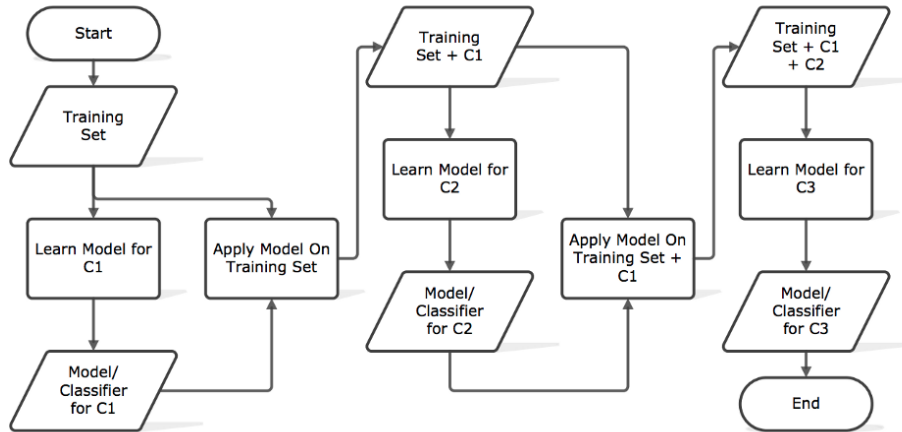 Start
Training
Set
Learn Model for
C1
Model/
Classifier
for C1
Apply Model On
Training Set
Training
Set + C1
Learn Model for
C2
Model/
Classifier
for C2
Apply Model On
Training Set +
C1
Training
Set + C1
+ C2
Learn Model for
C3
Model/
Classifier
for C3
End